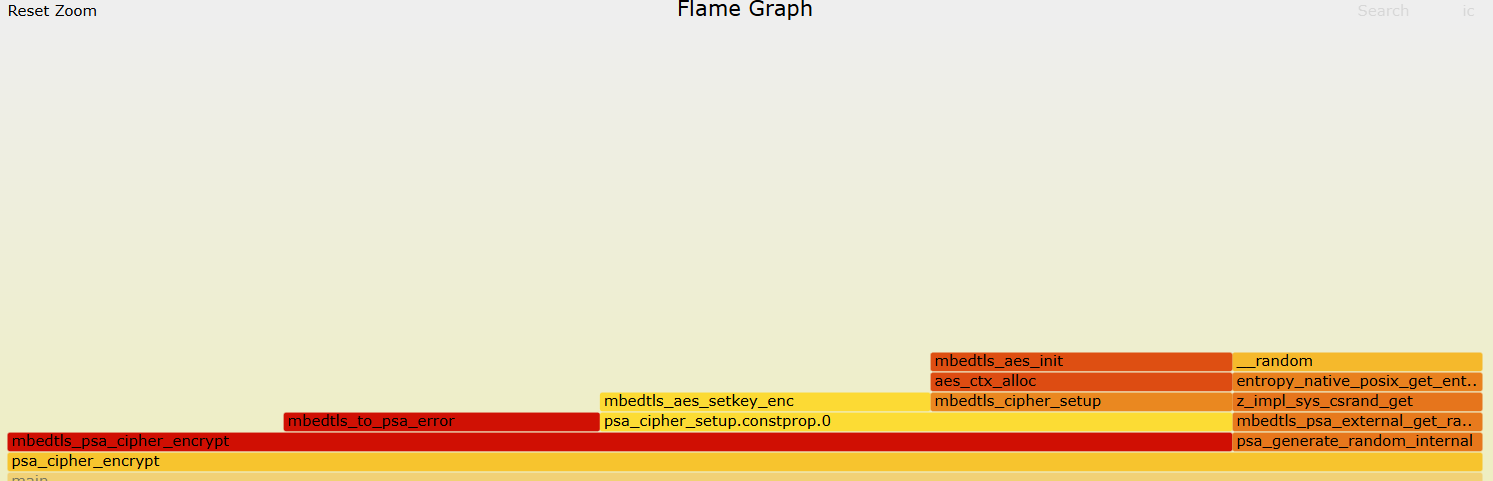 Reset Zoom Flame Graph Search ic
mbedtls_aes_init __random
aes_ctx_alloc entropy_native_posix_get_ent..
mbedtls_aes_setkey_enc mbedtls_cipher_setup z_impl_sys_csrand_get
mbedtls_to_psa_error psa_cipher_setup.constprop.0 mbedtls_psa_external_get_ra..
mbedtls_psa_cipher_encrypt psa_generate_random_internal
psa_cipher_encrypt
main